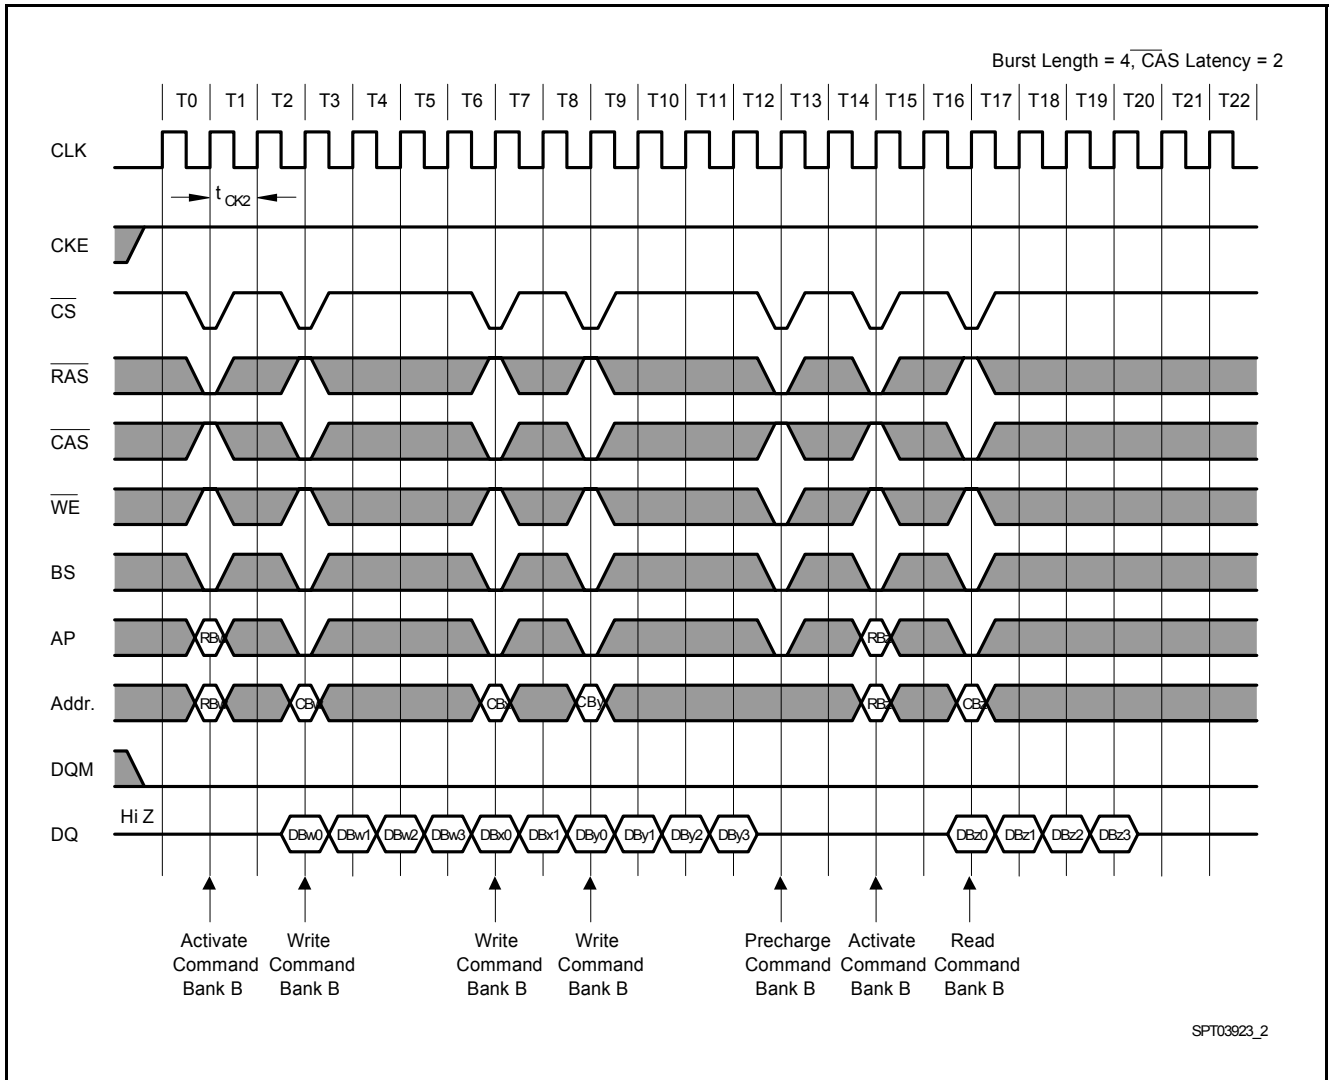 Burst Length = 4, CAS Latency = 2
T0 T1 T2 T3 T4 T5 T6 T7 T8 T9 T10 T11 T12 T13 T14 T15 T16 T17 T18 T19 T20 T21 T22
CLK
t CK2
CKE
CS
RAS
CAS
WE
BS
AP RBw RBz
Addr. RBw CBw CBx CBy RBz CBz
DQM
Hi Z
DQ DBw0 DBw1 DBw2 DBw3 DBx0 DBx1 DBy0 DBy1 DBy2 DBy3 DBz0 DBz1 DBz2 DBz3
Activate Write Write Write Precharge Activate Read
Command Command Command Command Command Command Command
Bank B Bank B Bank B Bank B Bank B Bank B Bank B
SPT03923_2